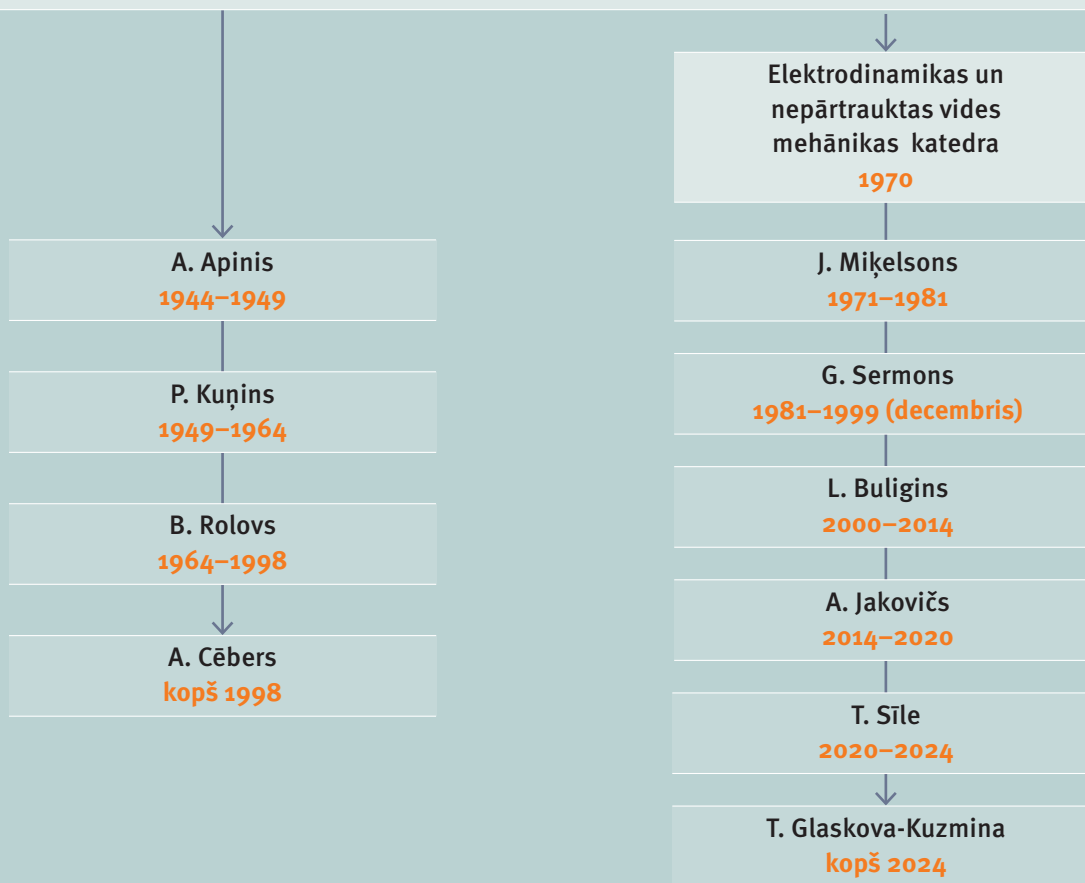 A. Apinis
1944–1949
P. Kuņins
1949–1964
B. Rolovs
1964–1998
A. Cēbers
kopš 1998
Elektrodinamikas un
nepārtrauktas vides
mehānikas katedra
1970
J. Miķelsons
1971–1981
G. Sermons
1981–1999 (decembris)
L. Buligins
2000–2014
A. Jakovičs
2014–2020
T. Sīle
2020–2024
T. Glaskova-Kuzmina
kopš 2024